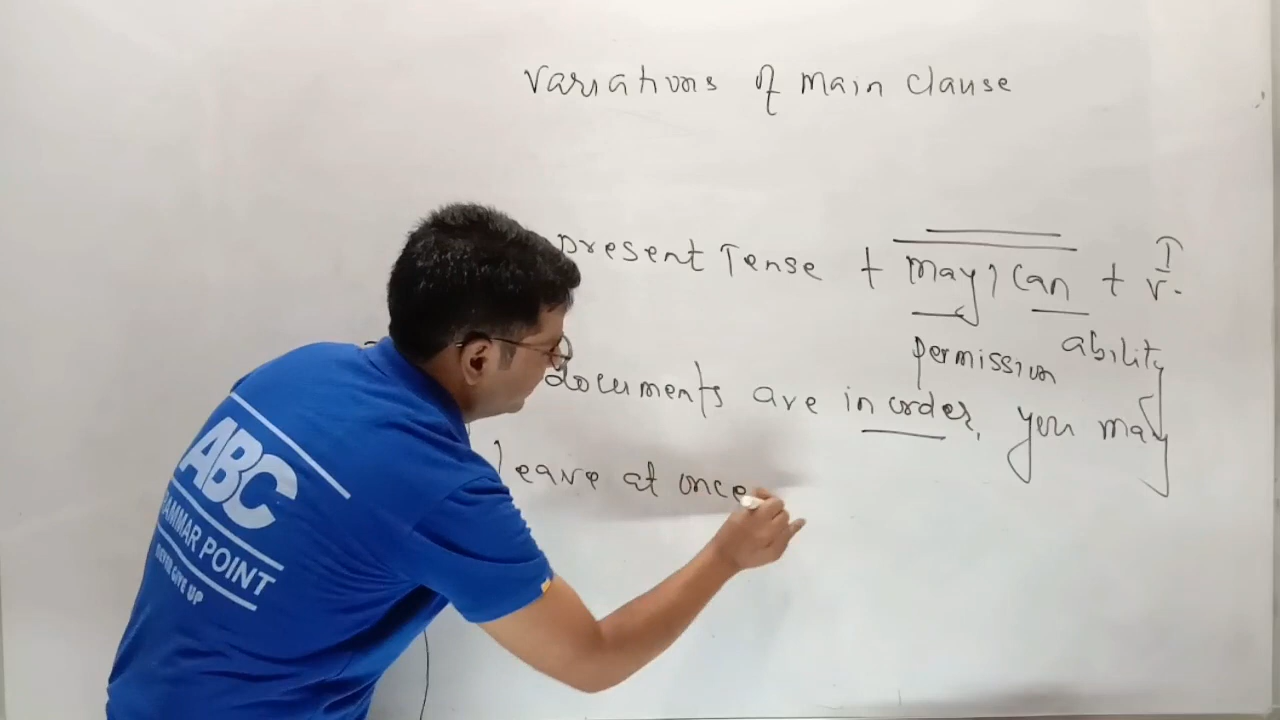 Variations of main clause
present Tense + may, can + v.
I
permission
ability
documents are in order, you may
leave at once
ABC
GRAMMAR POINT
NEVER GIVE UP